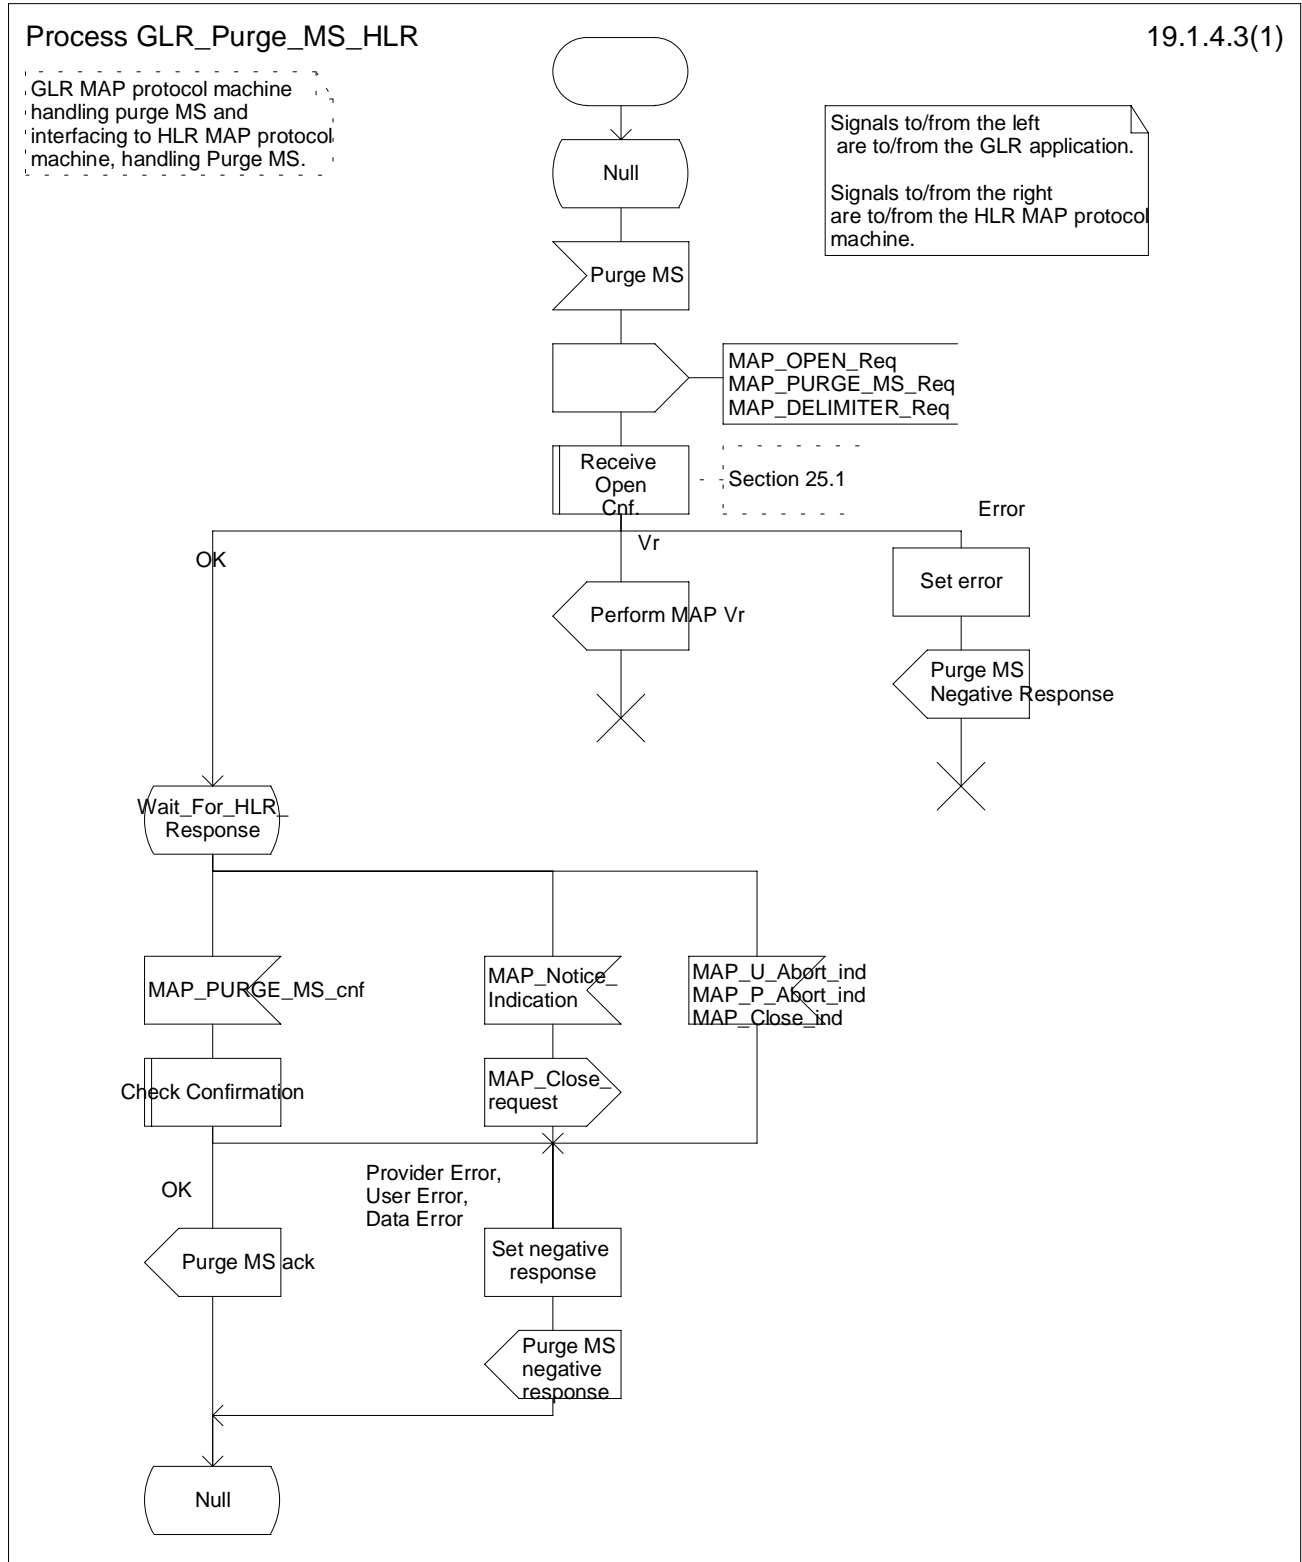 Process GLR_Purge_MS_HLR
19.1.4.3(1)
GLR MAP protocol machine
handling purge MS and
interfacing to HLR MAP protocol
machine, handling Purge MS.
Signals to/from the left
are to/from the GLR application.
Signals to/from the right
are to/from the HLR MAP protocol
machine.
Null
Purge MS
MAP_OPEN_Req
MAP_PURGE_MS_Req
MAP_DELIMITER_Req
Receive
Open
Cnf.
Section 25.1
Error
Vr
OK
Set error
Perform MAP Vr
Purge MS
Negative Response
Wait_For_HLR_
Response
MAP_PURGE_MS_cnf
MAP_Notice_
Indication
MAP_U_Abort_ind
MAP_P_Abort_ind
MAP_Close_ind
Check Confirmation
MAP_Close_
request
Provider Error,
User Error,
Data Error
OK
Purge MS ack
Set negative
response
Purge MS
negative
response
Null